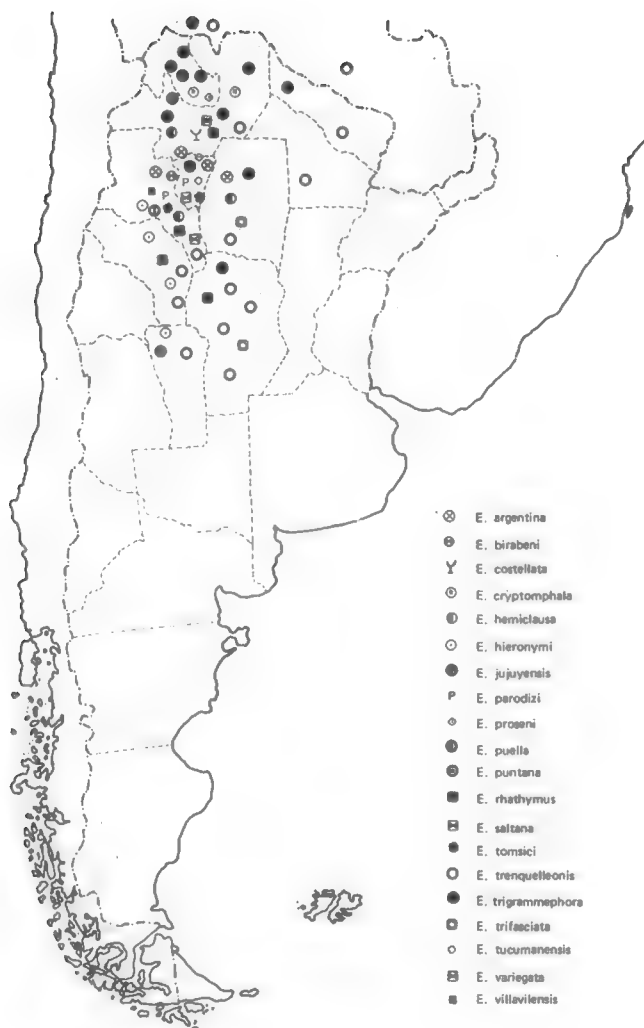 E. argentina
E. birabeni
E. costellata
E. cryptomphala
E. hemiclausa
E. hieronymi
E. jujuyensis
P E. parodizi
E. proseni
E. puella
E. puntana
E. rhathymus
E. saltana
E. tomsici
E. trenquelleonis
E. trigrammephora
E. trifasciata
E. tucumanensis
E. variegata
E. villavilensis